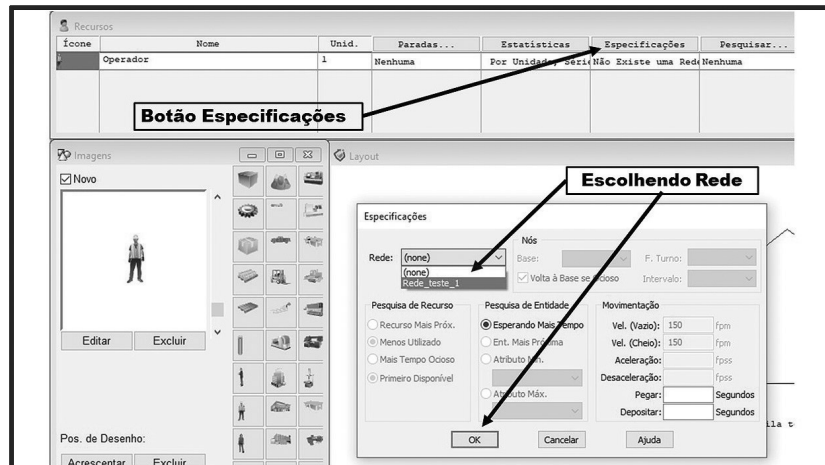 Recursos
Ícone Nome Unid. Paradas... Estatísticas Especificações Pesquisar...
Operador 1 Nenhuma Por Unidade, Serie Não Existe uma Rede Nenhuma
Botão Especificações
Imagens
Layout
Novo
Escolhendo Rede
Especificações
Nós
Rede: (none) Base: F. Turno:
(none)
Rede_teste_1
Volta à Base se Ocioso Intervalo:
Pesquisa de Recurso Pesquisa de Entidade Movimentação
Recurso Mais Próx. Esperando Mais Tempo Vel. (Vazio): 150 fpm
Menos Utilizado Ent. Mais Próxima Vel. (Cheio): 150 fpm
Mais Tempo Ocioso Atributo Mín. Aceleração: fpss
Primeiro Disponível Desaceleração: fpss
Atributo Máx. Pegar: Segundos
Depositar: Segundos
Editar Excluir
OK Cancelar Ajuda
Pos. de Desenho:
Acrescentar Excluir